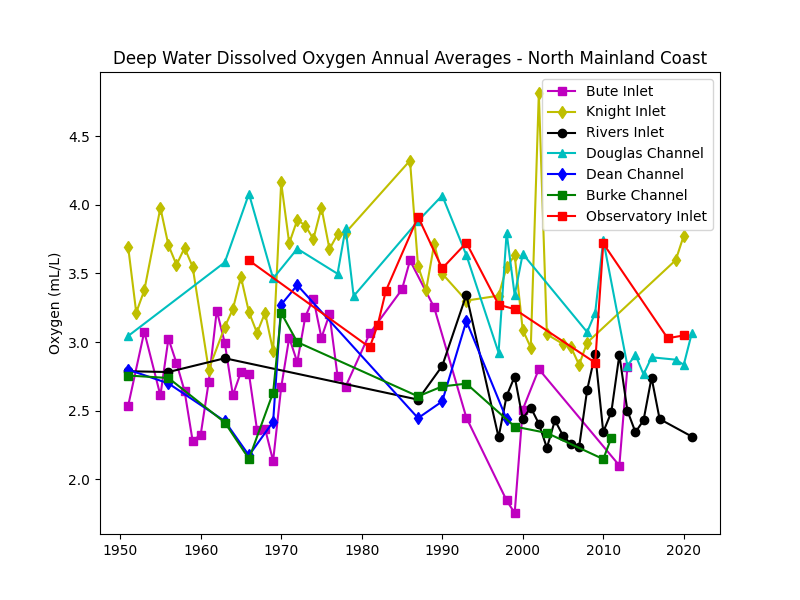 Deep Water Dissolved Oxygen Annual Averages - North Mainland Coast
Bute Inlet
Knight Inlet
Rivers Inlet
Douglas Channel
Dean Channel
Burke Channel
Observatory Inlet
Oxygen (mL/L)
4.5
4.0
3.5
3.0
2.5
2.0
1950 1960 1970 1980 1990 2000 2010 2020